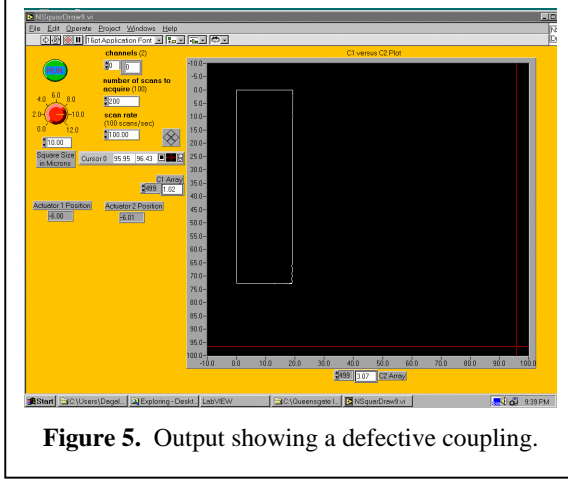 NSquarDraw9.vi
File Edit Operate Project Windows Help
16pt Application Font
channels (2)
0 0
number of scans to
acquire (100)
200
scan rate
(100 scans/sec)
100.00
4.0 6.0 8.0
2.0 10.0
0.0 12.0
10.00
Square Size
in Microns
Cursor 0 95.95 96.43
C1 Array
499 1.02
Actuator 1 Position
-6.00
Actuator 2 Position
-6.01
C1 versus C2 Plot
-10.0
0.0
-5.0
10.0
15.0
20.0
25.0
30.0
35.0
40.0
45.0
50.0
55.0
60.0
65.0
70.0
75.0
80.0
85.0
90.0
95.0
100.0
-10.0 0.0 10.0 20.0 30.0 40.0 50.0 60.0 70.0 80.0 90.0 100.0
499 3.07 C2 Array
Start C:\Users\Dagal... Exploring - Deskt... LabVIEW C:\Queensgate I... NSquarDraw9.vi 9:39 PM
Figure 5. Output showing a defective coupling.